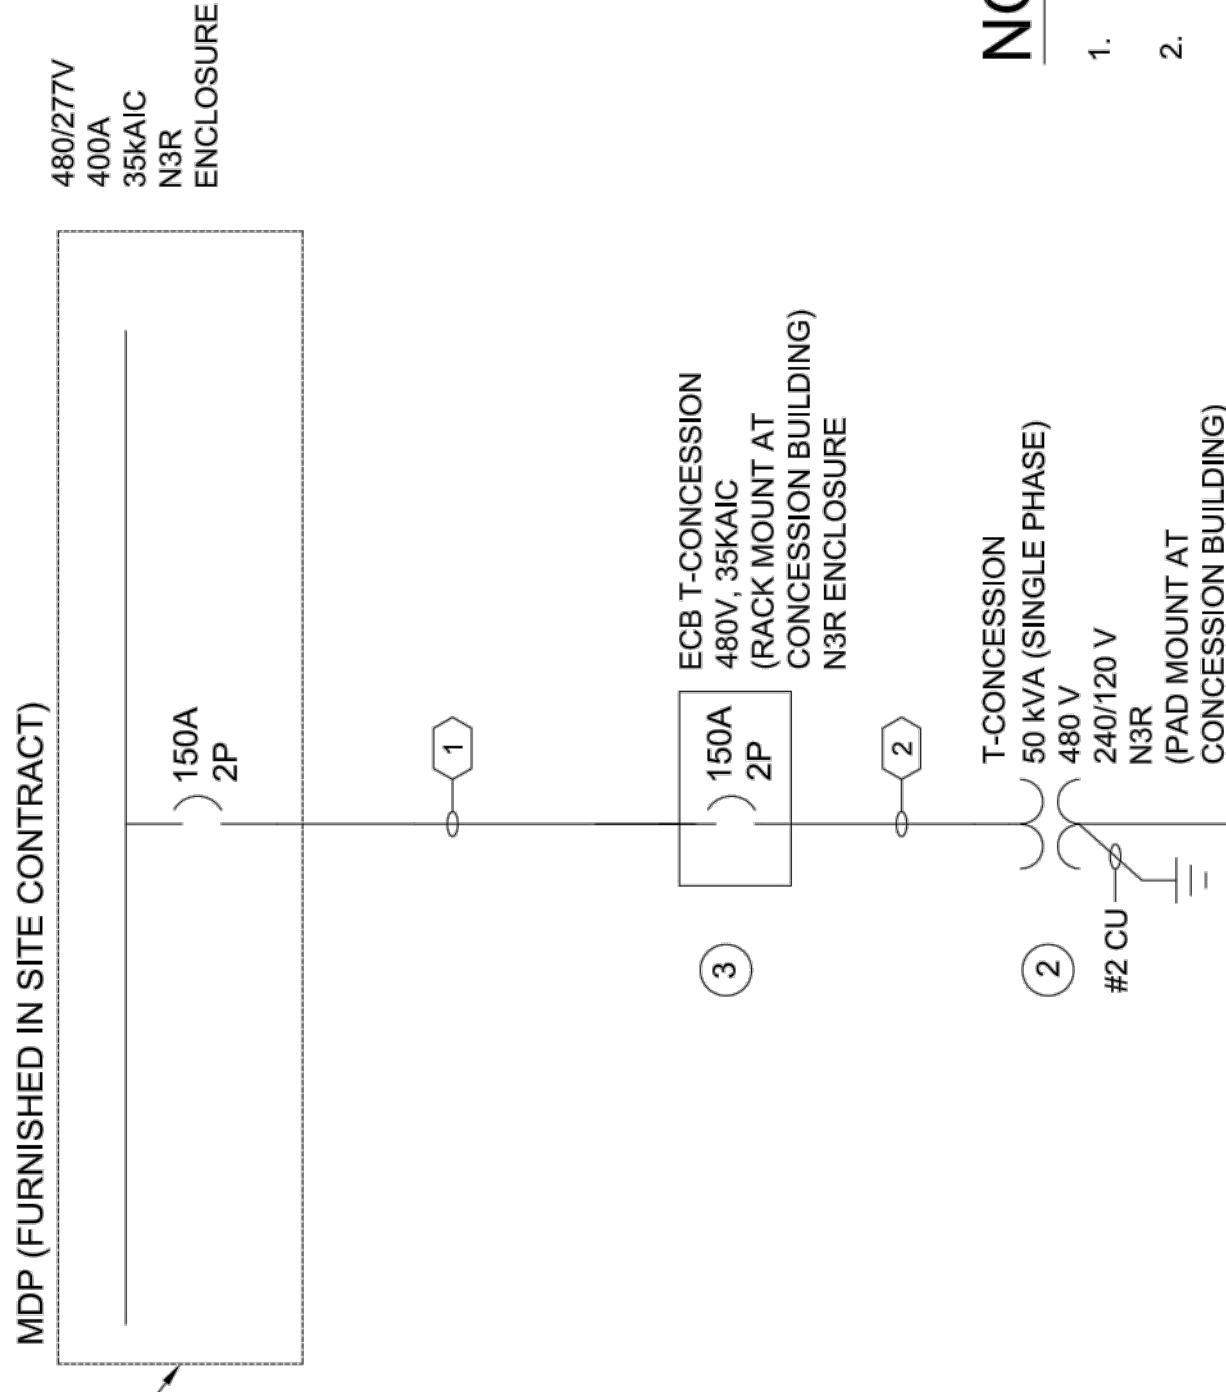 MDP (FURNISHED IN SITE CONTRACT)
480/277V
400A
35kAIC
N3R
ENCLOSURE
150A
2P
1
ECB T-CONCESSION
480V, 35KAIC
(RACK MOUNT AT
CONCESSION BUILDING)
N3R ENCLOSURE
150A
2P
3
2
T-CONCESSION
50 kVA (SINGLE PHASE)
480 V
240/120 V
N3R
(PAD MOUNT AT
CONCESSION BUILDING)
2
#2 CU
1.
2.